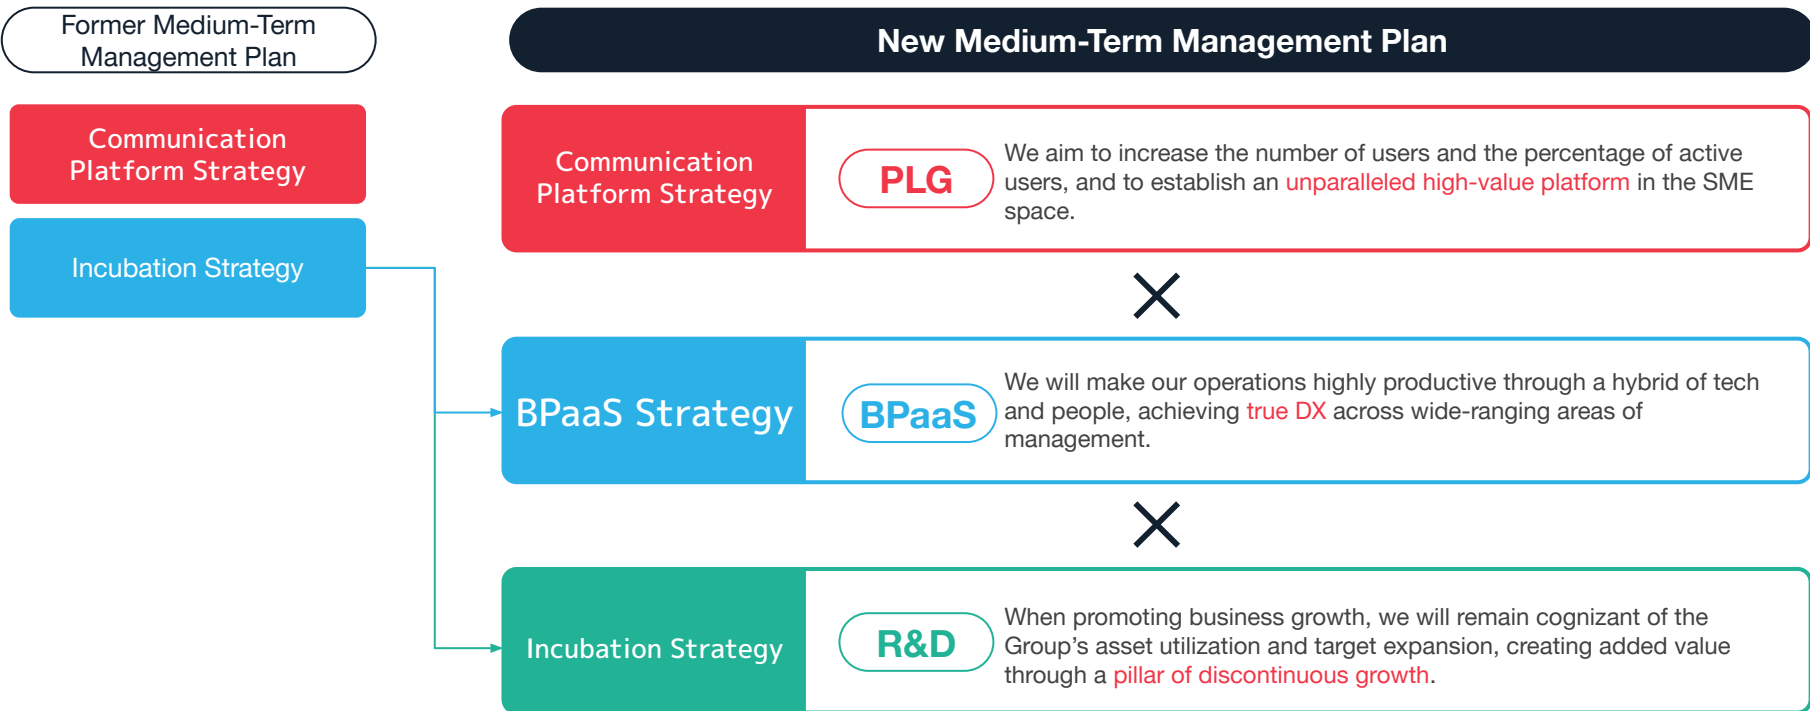 Former Medium-Term
Management Plan
New Medium-Term Management Plan
Communication
Platform Strategy
Incubation Strategy
Communication
Platform Strategy
PLG
We aim to increase the number of users and the percentage of active
users, and to establish an unparalleled high-value platform in the SME
space.
BPaaS Strategy
BPaaS
We will make our operations highly productive through a hybrid of tech
and people, achieving true DX across wide-ranging areas of
management.
Incubation Strategy
R&D
When promoting business growth, we will remain cognizant of the
Group’s asset utilization and target expansion, creating added value
through a pillar of discontinuous growth.